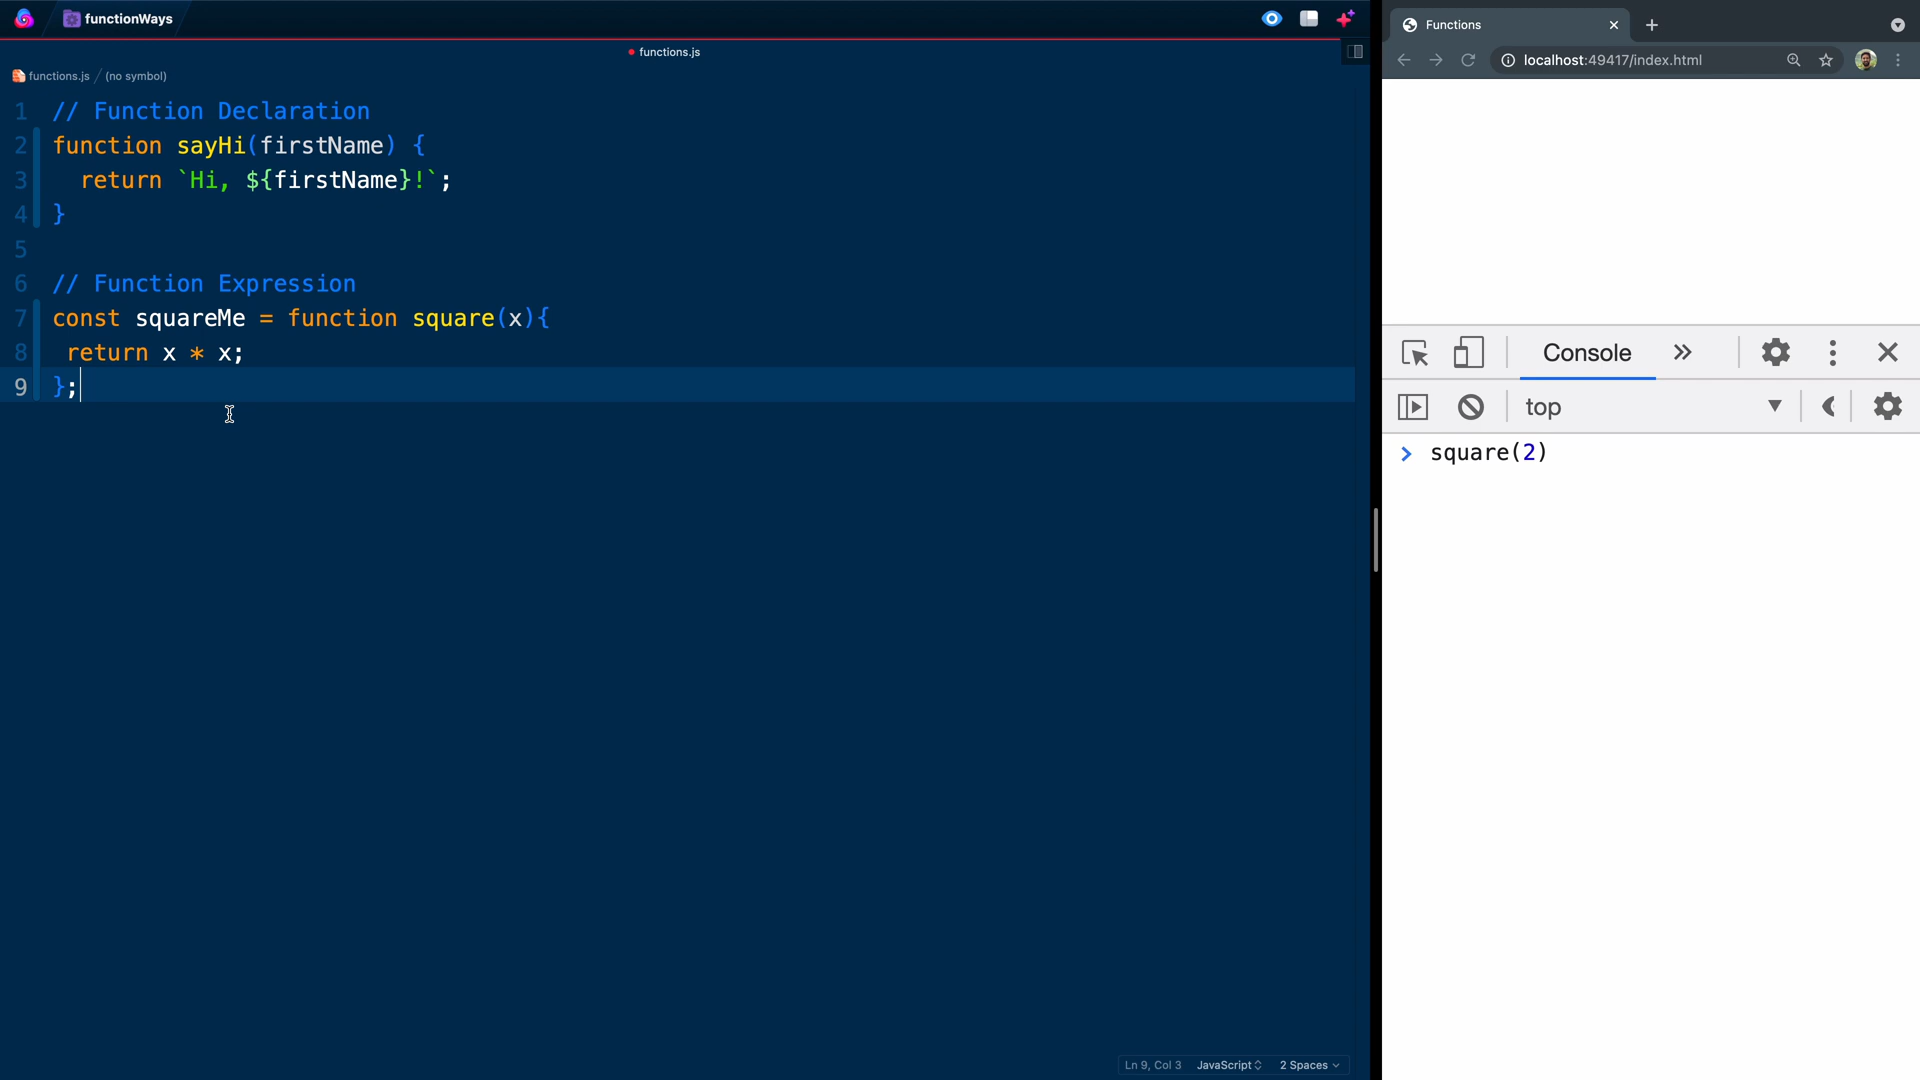 functionWays
functions.js
functions.js / (no symbol)
1 // Function Declaration
2 function sayHi(firstName) {
3 return `Hi, ${firstName}!`;
4 }
5
6 // Function Expression
7 const squareMe = function square(x){
8 return x * x;
9 };
Ln 9, Col 3 JavaScript 2 Spaces
Functions
localhost:49417/index.html
Console
top
> square(2)